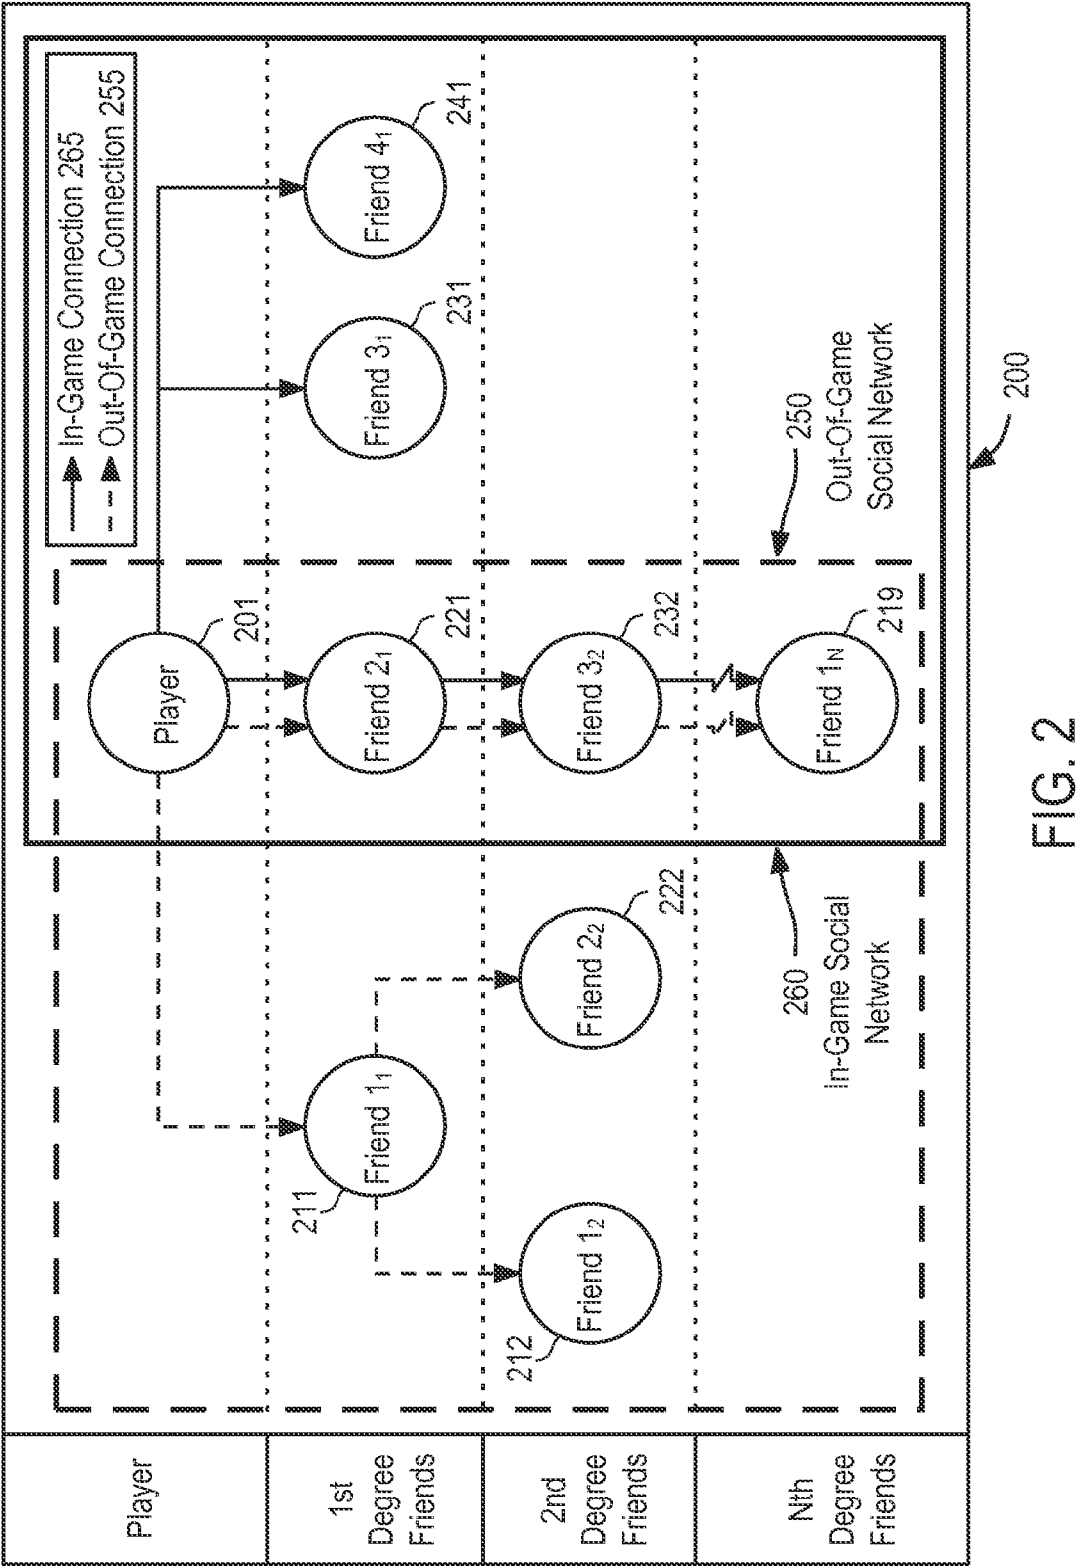 Player
1st
Degree
Friends
2nd
Degree
Friends
Nth
Degree
Friends
In-Game Connection 265
Out-Of-Game Connection 255
Player
201
Friend 1₁
211
Friend 2₁
221
Friend 3₁
231
Friend 4₁
241
Friend 1₂
212
Friend 2₂
222
Friend 3₂
232
Friend 1N
219
260
In-Game Social
Network
250
Out-Of-Game
Social Network
200
FIG. 2